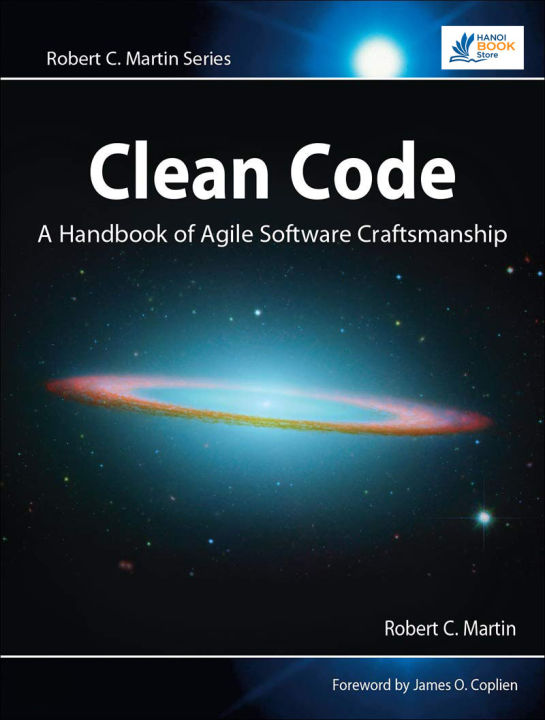 Robert C. Martin Series
HANOI
BOOK
Store
Clean Code
A Handbook of Agile Software Craftsmanship
Robert C. Martin
Foreword by James O. Coplien